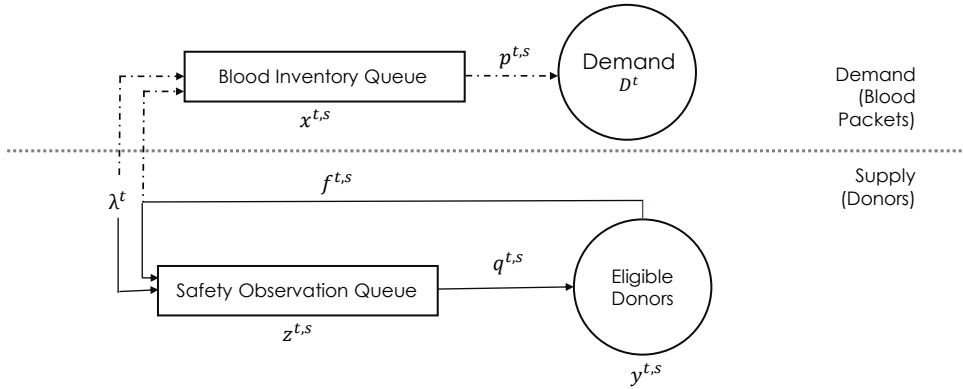 Blood Inventory Queue
x^{t,s}
p^{t,s}
Demand
D^t
Demand
(Blood
Packets)
λ^t
f^{t,s}
Supply
(Donors)
Safety Observation Queue
z^{t,s}
q^{t,s}
Eligible
Donors
y^{t,s}